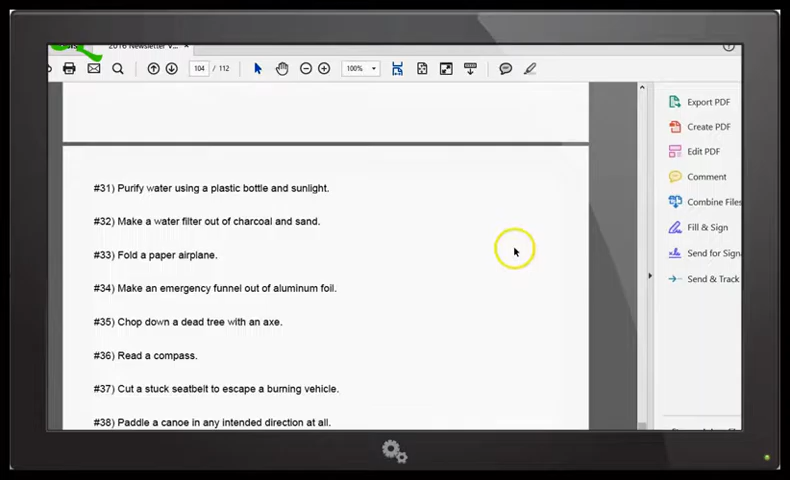 2016 Newsletter V...
104 / 112
100%
Export PDF
Create PDF
Edit PDF
Comment
Combine Files
Fill & Sign
Send for Sign
Send & Track
#31) Purify water using a plastic bottle and sunlight.
#32) Make a water filter out of charcoal and sand.
#33) Fold a paper airplane.
#34) Make an emergency funnel out of aluminum foil.
#35) Chop down a dead tree with an axe.
#36) Read a compass.
#37) Cut a stuck seatbelt to escape a burning vehicle.
#38) Paddle a canoe in any intended direction at all.